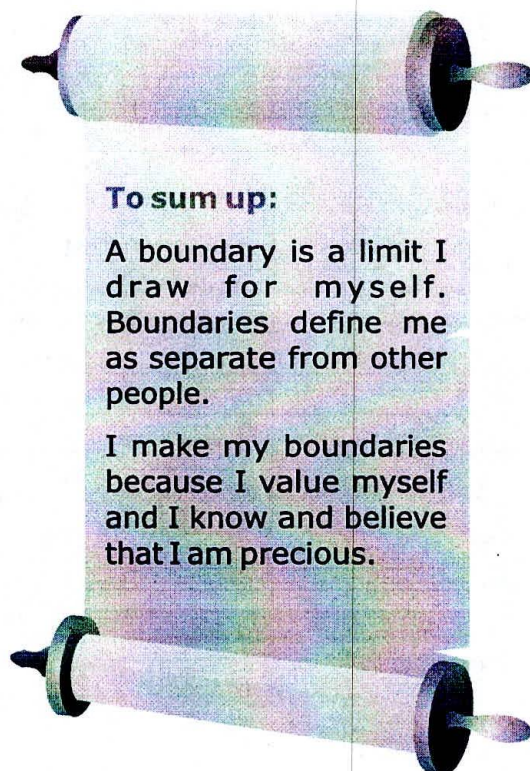 To sum up:
A boundary is a limit I
draw for myself.
Boundaries define me
as separate from other
people.
I make my boundaries
because I value myself
and I know and believe
that I am precious.